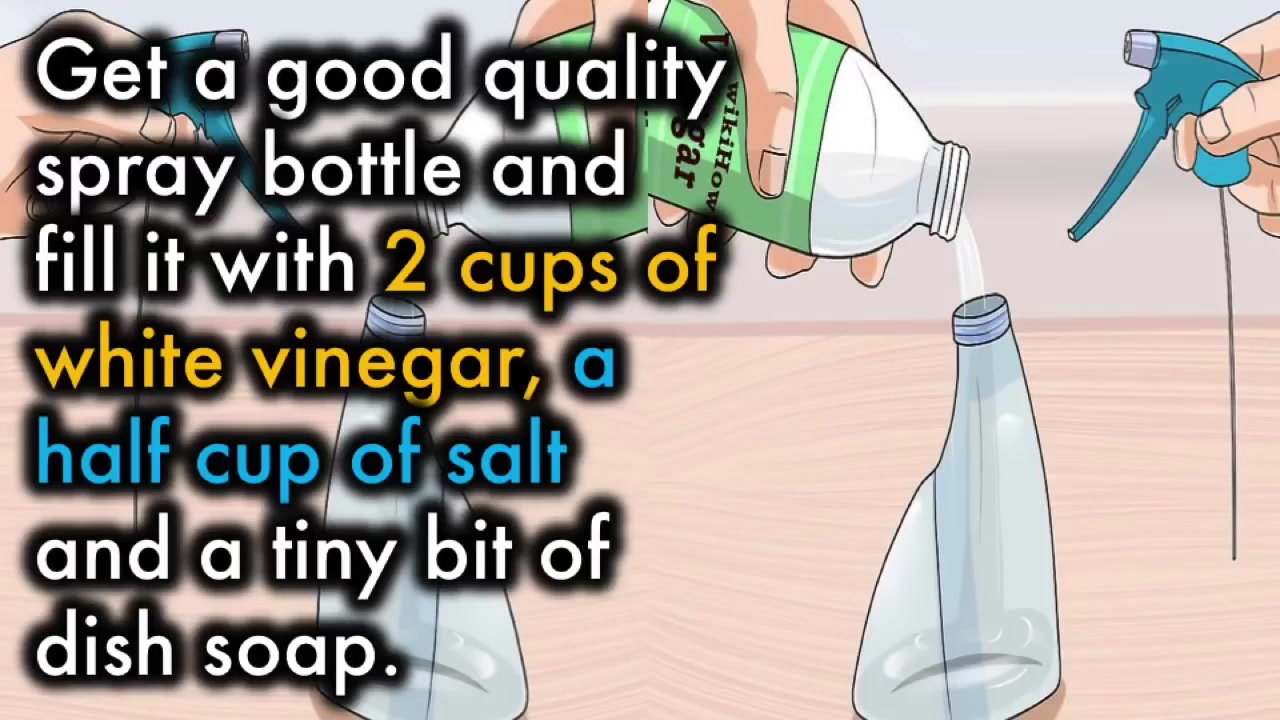 Get a good quality
spray bottle and
fill it with 2 cups of
white vinegar, a
half cup of salt
and a tiny bit of
dish soap.
wikiHow